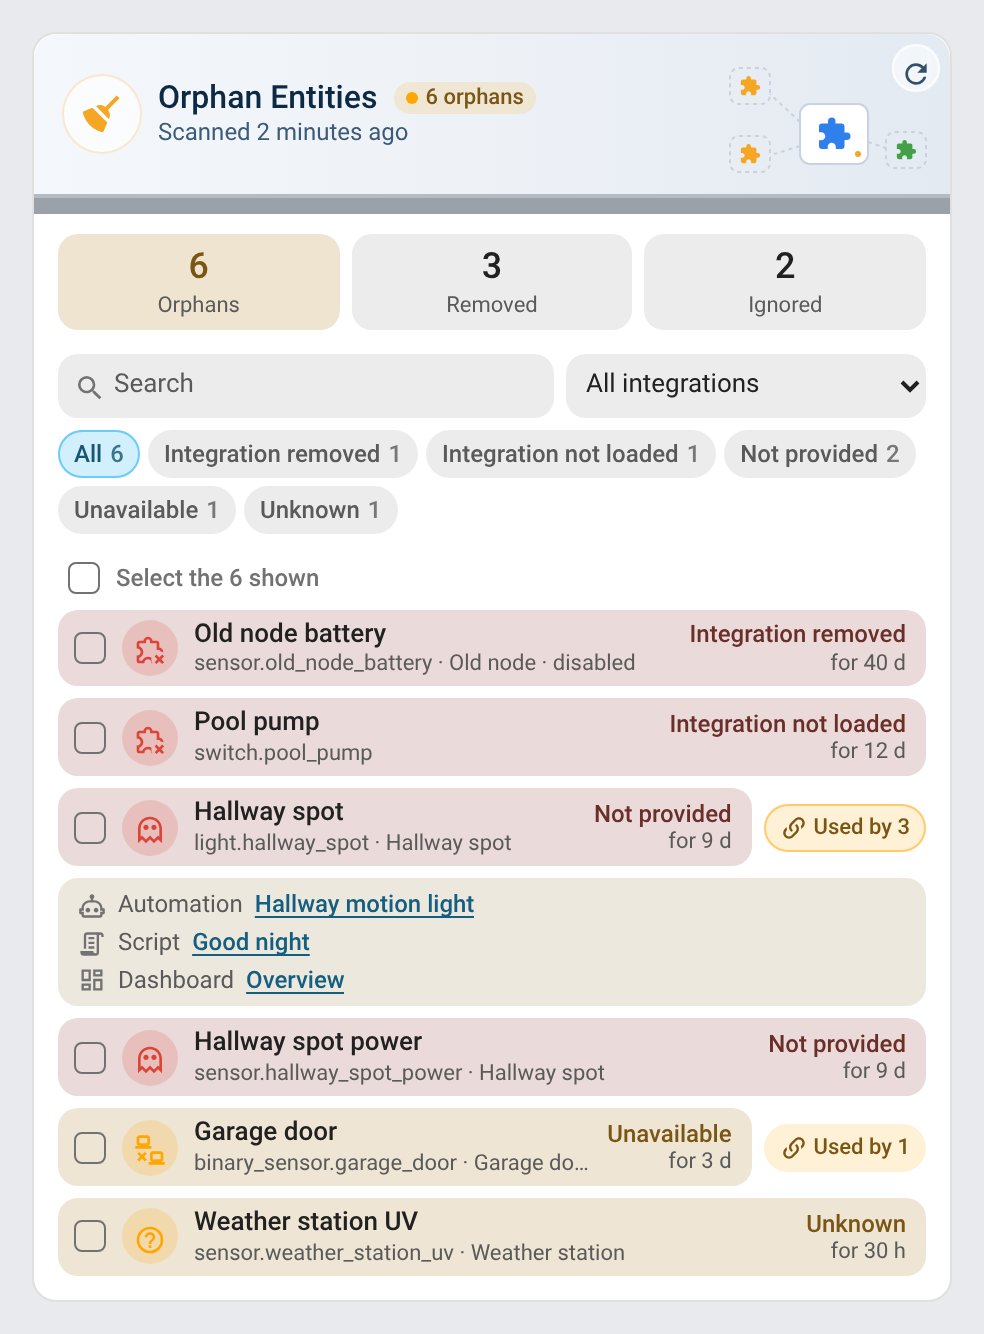 Orphan Entities
6 orphans
Scanned 2 minutes ago
6
Orphans
3
Removed
2
Ignored
Search
All integrations
All 6
Integration removed 1
Integration not loaded 1
Not provided 2
Unavailable 1
Unknown 1
Select the 6 shown
Old node battery
sensor.old_node_battery · Old node · disabled
Integration removed
for 40 d
Pool pump
switch.pool_pump
Integration not loaded
for 12 d
Hallway spot
light.hallway_spot · Hallway spot
Not provided
for 9 d
Used by 3
Automation Hallway motion light
Script Good night
Dashboard Overview
Hallway spot power
sensor.hallway_spot_power · Hallway spot
Not provided
for 9 d
Garage door
binary_sensor.garage_door · Garage do…
Unavailable
for 3 d
Used by 1
Weather station UV
sensor.weather_station_uv · Weather station
Unknown
for 30 h